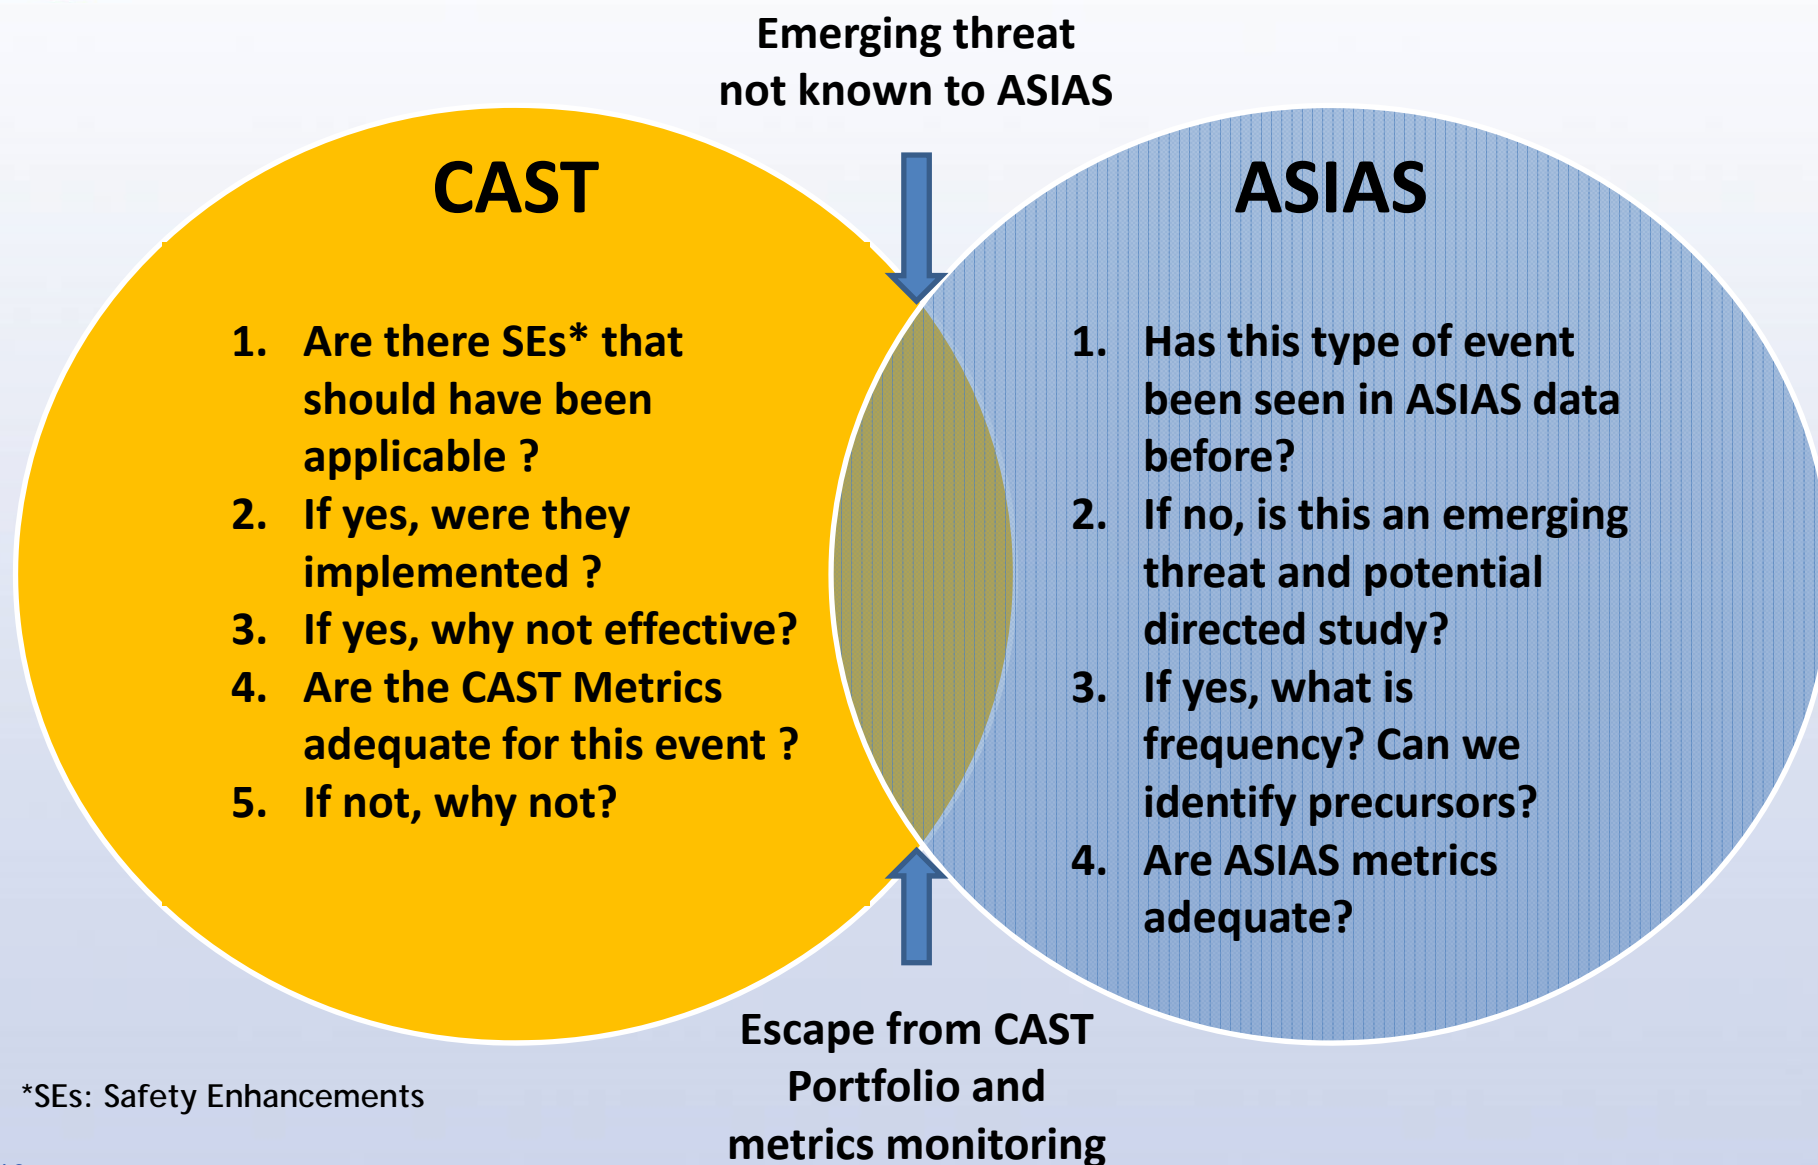 Emerging threat
not known to ASIAS
CAST
1. Are there SEs* that
should have been
applicable ?
2. If yes, were they
implemented ?
3. If yes, why not effective?
4. Are the CAST Metrics
adequate for this event ?
5. If not, why not?
ASIAS
1. Has this type of event
been seen in ASIAS data
before?
2. If no, is this an emerging
threat and potential
directed study?
3. If yes, what is
frequency? Can we
identify precursors?
4. Are ASIAS metrics
adequate?
Escape from CAST
Portfolio and
metrics monitoring
*SEs: Safety Enhancements